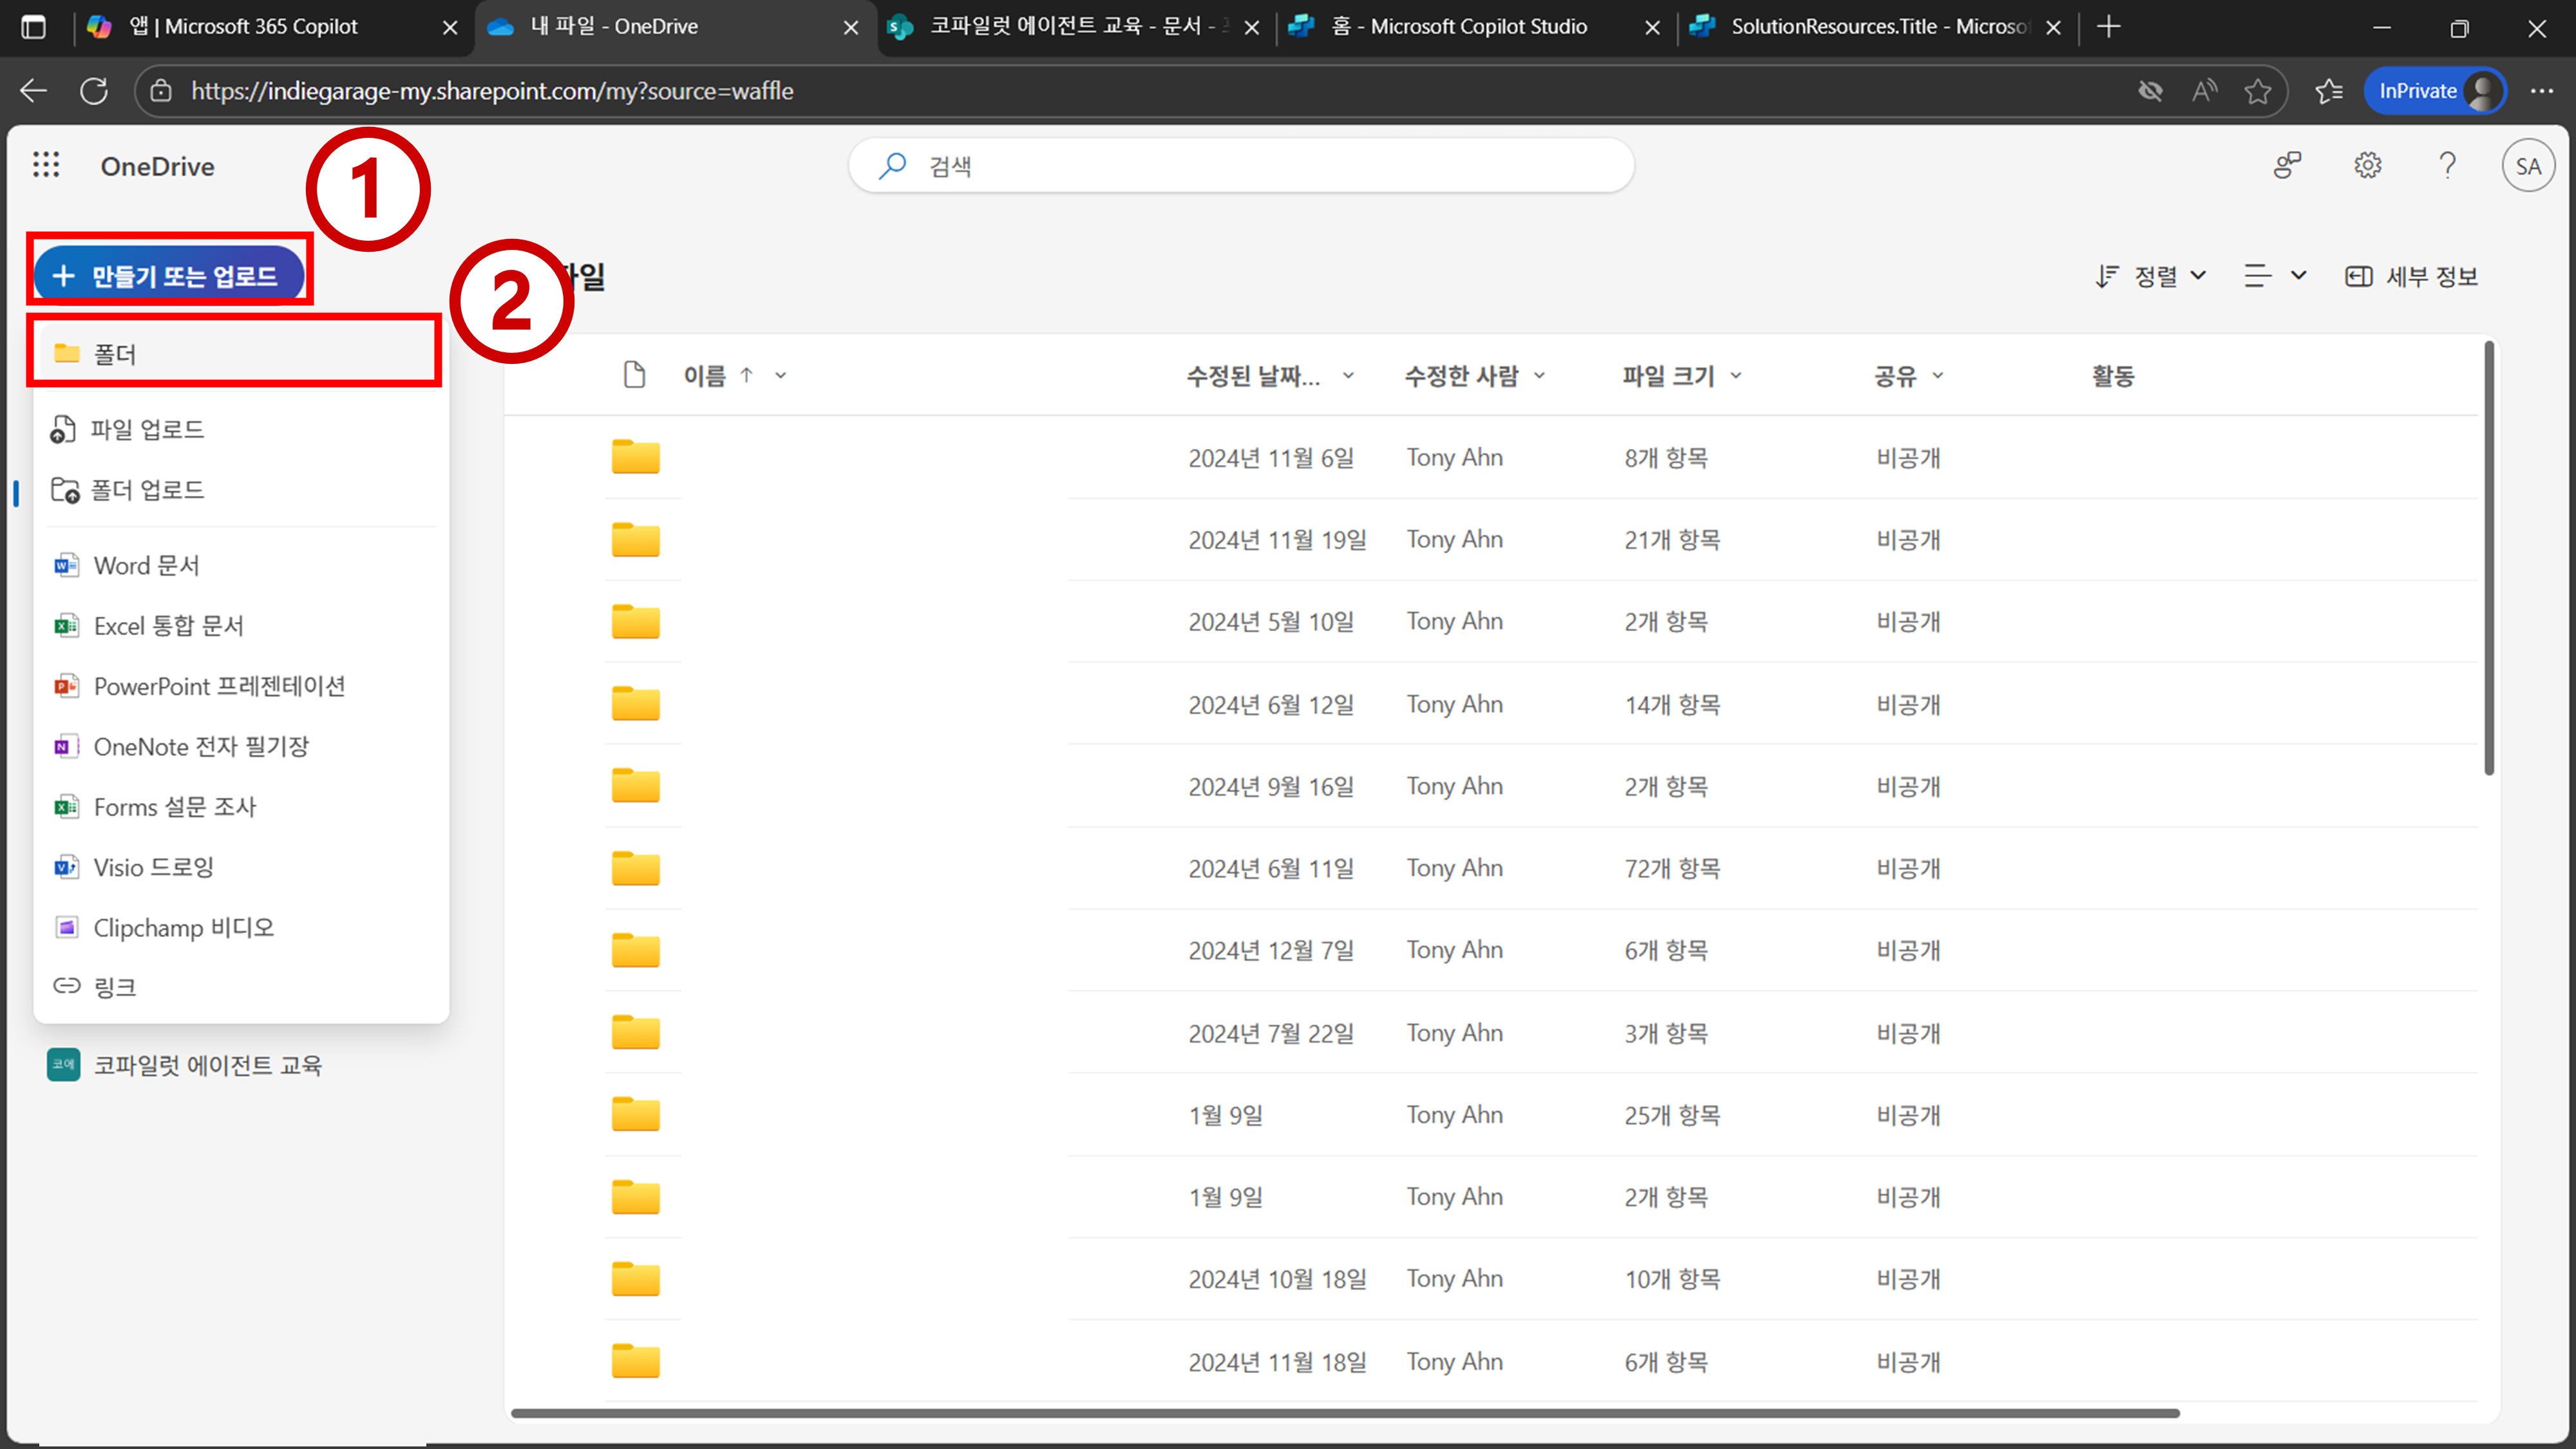 앱 | Microsoft 365 Copilot
내 파일 - OneDrive
코파일럿 에이전트 교육 - 문서 -
홈 - Microsoft Copilot Studio
SolutionResources.Title - Microso
https://indiegarage-my.sharepoint.com/my?source=waffle
InPrivate
OneDrive
검색
SA
1
만들기 또는 업로드
2
파일
정렬
세부 정보
폴더
파일 업로드
폴더 업로드
Word 문서
Excel 통합 문서
PowerPoint 프레젠테이션
OneNote 전자 필기장
Forms 설문 조사
Visio 드로잉
Clipchamp 비디오
링크
코에 코파일럿 에이전트 교육
이름 수정된 날짜... 수정한 사람 파일 크기 공유 활동
2024년 11월 6일 Tony Ahn 8개 항목 비공개
2024년 11월 19일 Tony Ahn 21개 항목 비공개
2024년 5월 10일 Tony Ahn 2개 항목 비공개
2024년 6월 12일 Tony Ahn 14개 항목 비공개
2024년 9월 16일 Tony Ahn 2개 항목 비공개
2024년 6월 11일 Tony Ahn 72개 항목 비공개
2024년 12월 7일 Tony Ahn 6개 항목 비공개
2024년 7월 22일 Tony Ahn 3개 항목 비공개
1월 9일 Tony Ahn 25개 항목 비공개
1월 9일 Tony Ahn 2개 항목 비공개
2024년 10월 18일 Tony Ahn 10개 항목 비공개
2024년 11월 18일 Tony Ahn 6개 항목 비공개